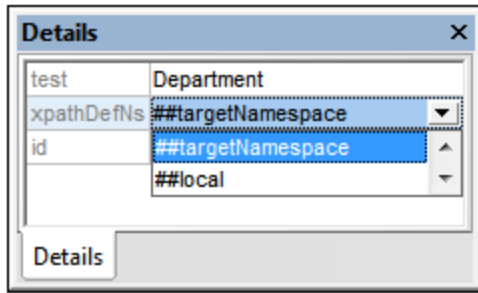 Details
test Department
xpathDefNs ##targetNamespace
id ##targetNamespace
##local
Details